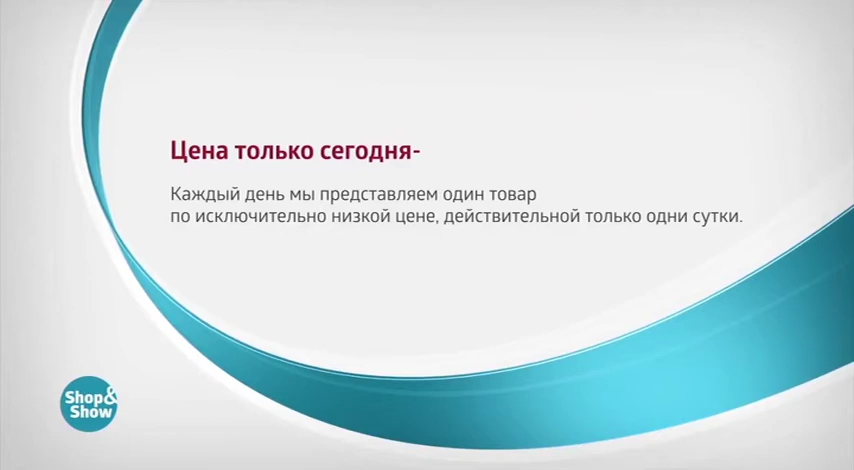 Цена только сегодня-
Каждый день мы представляем один товар
по исключительно низкой цене, действительной только одни сутки.
Shop&
Show